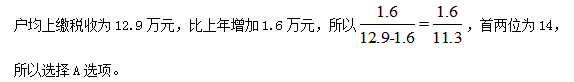 户均上缴税收为 12.9 万元，比上年增加 1.6 万元，所以 \frac{1.6}{12.9-1.6} = \frac{1.6}{11.3}，首两位为 14，
所以选择 A 选项。